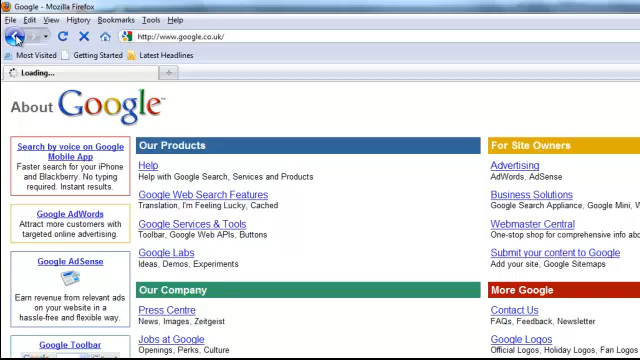 Google - Mozilla Firefox
File Edit View History Bookmarks Tools Help
http://www.google.co.uk/
Most Visited Getting Started Latest Headlines
Loading...
About Google™
Search by voice on Google
Mobile App
Faster search for your iPhone
and Blackberry. No typing
required. Instant results.
Google AdWords
Attract more customers with
targeted online advertising.
Google AdSense
Earn revenue from relevant ads
on your website in a
hassle-free and flexible way.
Google Toolbar
Google
Our Products
Help
Help with Google Search, Services and Products
Google Web Search Features
Translation, I'm Feeling Lucky, Cached
Google Services & Tools
Toolbar, Google Web APIs, Buttons
Google Labs
Ideas, Demos, Experiments
Our Company
Press Centre
News, Images, Zeitgeist
Jobs at Google
Openings, Perks, Culture
For Site Owners
Advertising
AdWords, AdSense
Business Solutions
Google Search Appliance, Google Mini, W
Webmaster Central
One-stop shop for comprehensive info abo
Submit your content to Google
Add your site, Google Sitemaps
More Google
Contact Us
FAQs, Feedback, Newsletter
Google Logos
Official Logos, Holiday Logos, Fan Logos